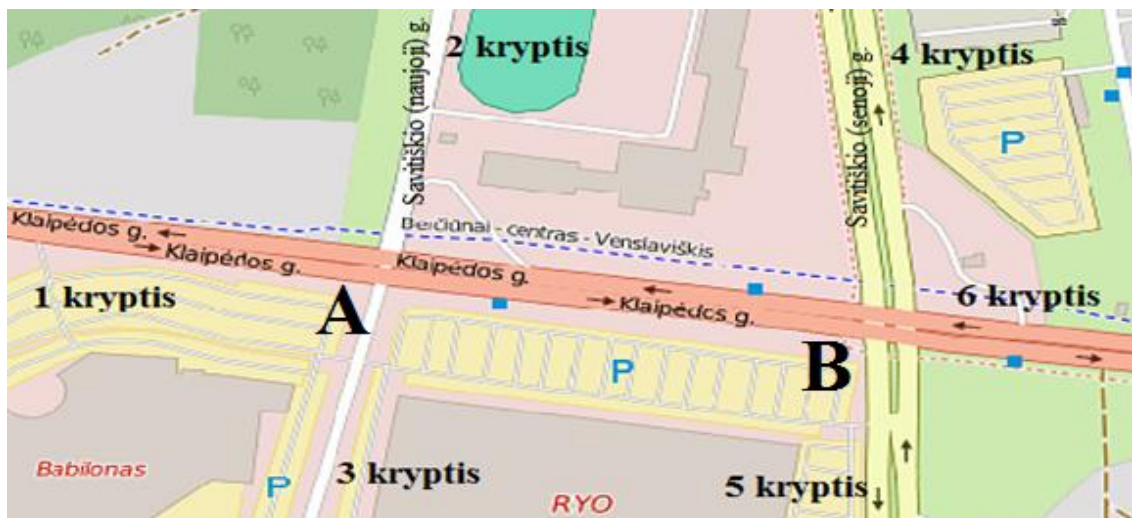 2 kryptis
4 kryptis
Savitiškio (naujoji) g.
Savitiškio (senoji) g.
P
Klaipėdos g.
Klaipėdos g.
Berčiūnai - centras - Venslaviškis
Klaipėdos g.
Klaipėdos g.
1 kryptis
6 kryptis
A
B
P
Babilonas
3 kryptis
P
RYO
5 kryptis